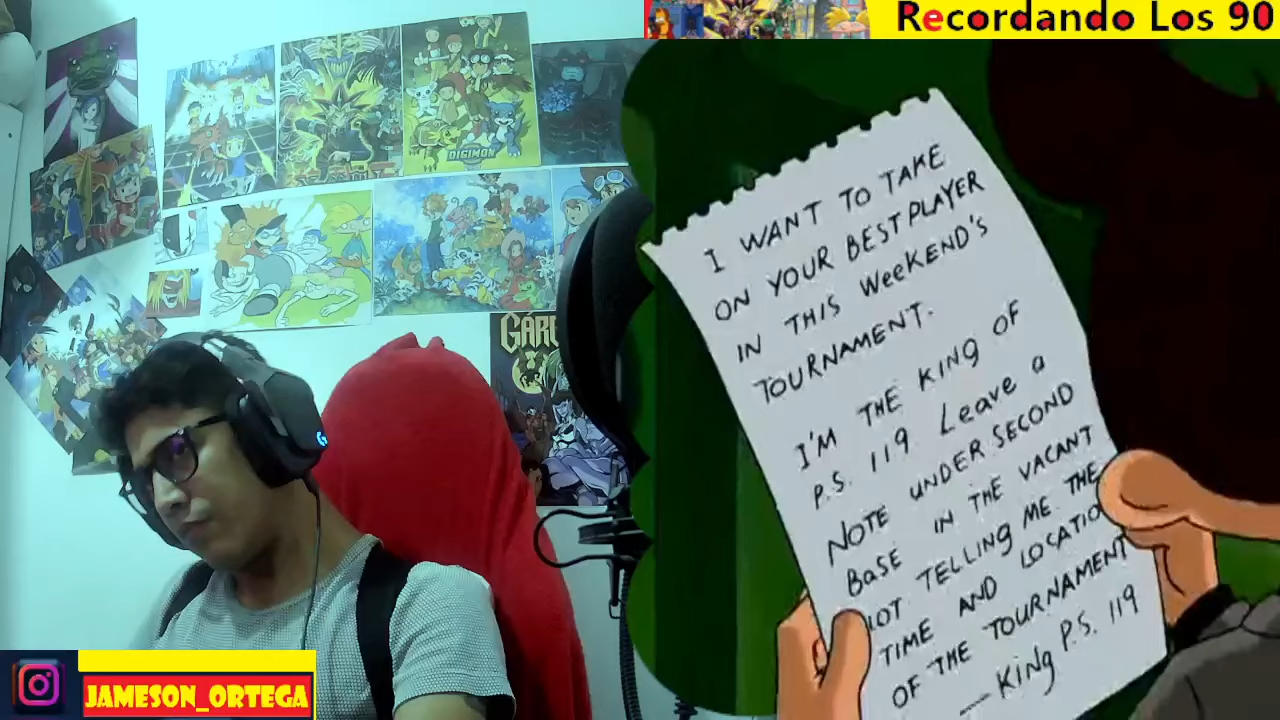 Recordando Los 90
DIGIMON
I WANT TO TAKE
ON YOUR BEST PLAYER
IN THIS WeeKEND'S
TOURNAMENT.
I'M THE KING OF
P.S. 119 Leave a
NOTE UNDER SECOND
BaSE IN THE VACANT
LOT TELLING ME THE
TIME AND LOCATIO
OF THE TOURNAMENT
—KING P.S. 119
JAMESON_ORTEGA